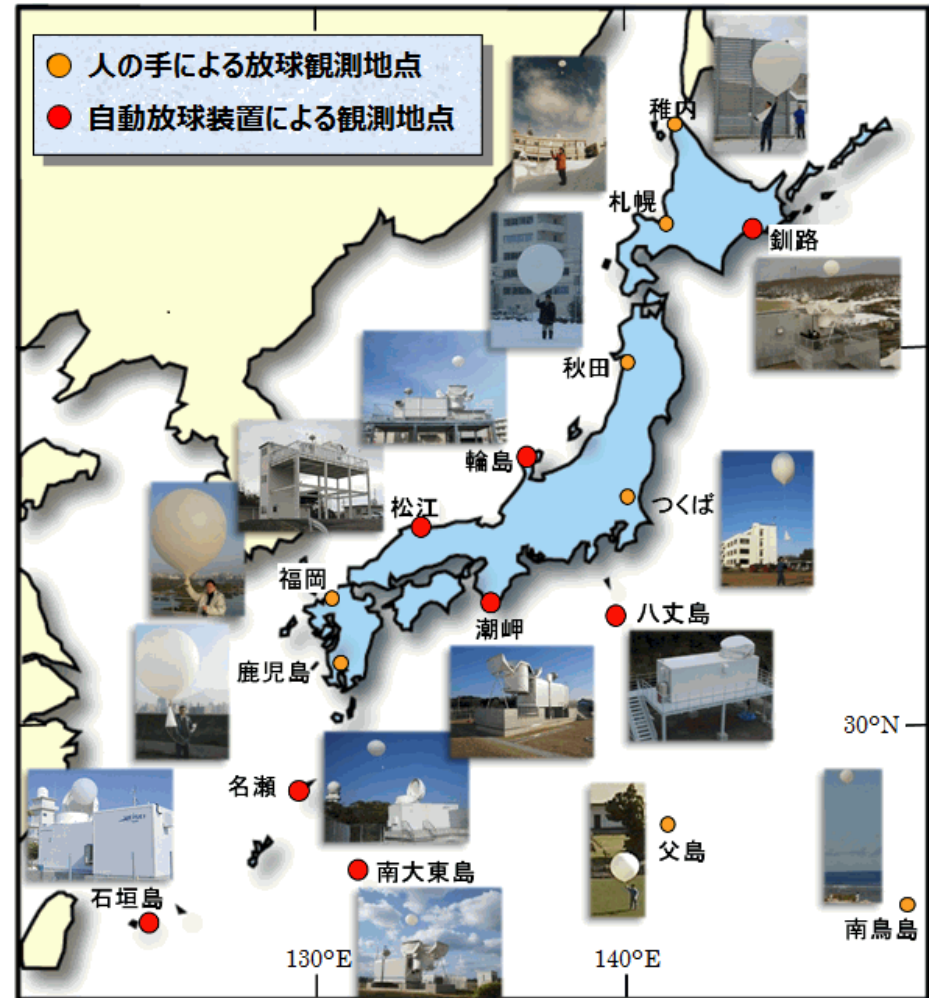 人の手による放球観測地点
自動放球装置による観測地点
稚内
札幌
釧路
秋田
輪島
つくば
松江
福岡
潮岬
八丈島
鹿児島
30°N
名瀬
父島
南大東島
石垣島
南鳥島
130°E
140°E